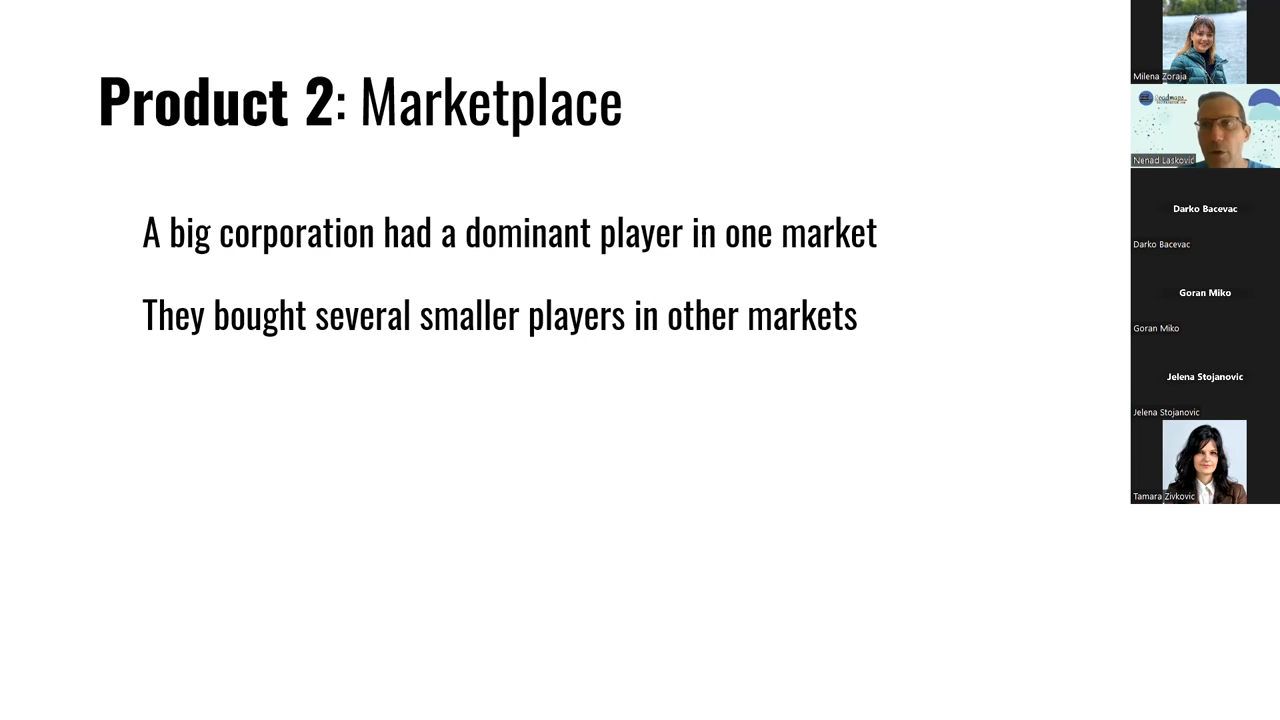 Product 2: Marketplace
A big corporation had a dominant player in one market
They bought several smaller players in other markets
Milena Zoraja
Nenad Lasković
Darko Bacevac
Darko Bacevac
Goran Miko
Goran Miko
Jelena Stojanovic
Jelena Stojanovic
Tamara Zivkovic